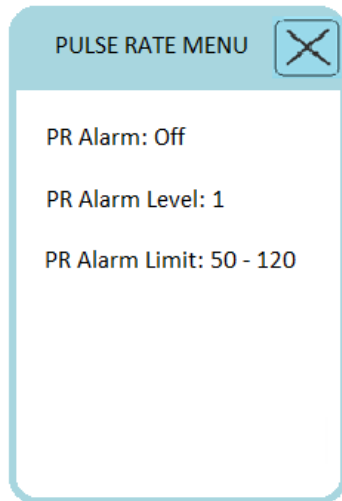 PULSE RATE MENU
PR Alarm: Off
PR Alarm Level: 1
PR Alarm Limit: 50 - 120